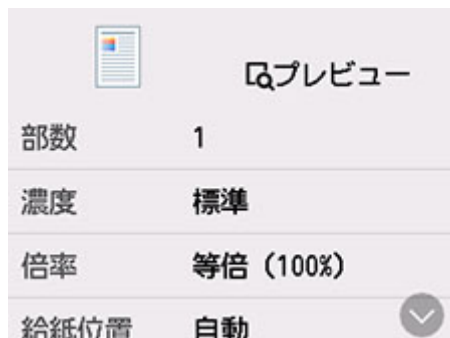 プレビュー
部数 1
濃度 標準
倍率 等倍 (100%)
給紙位置 自動